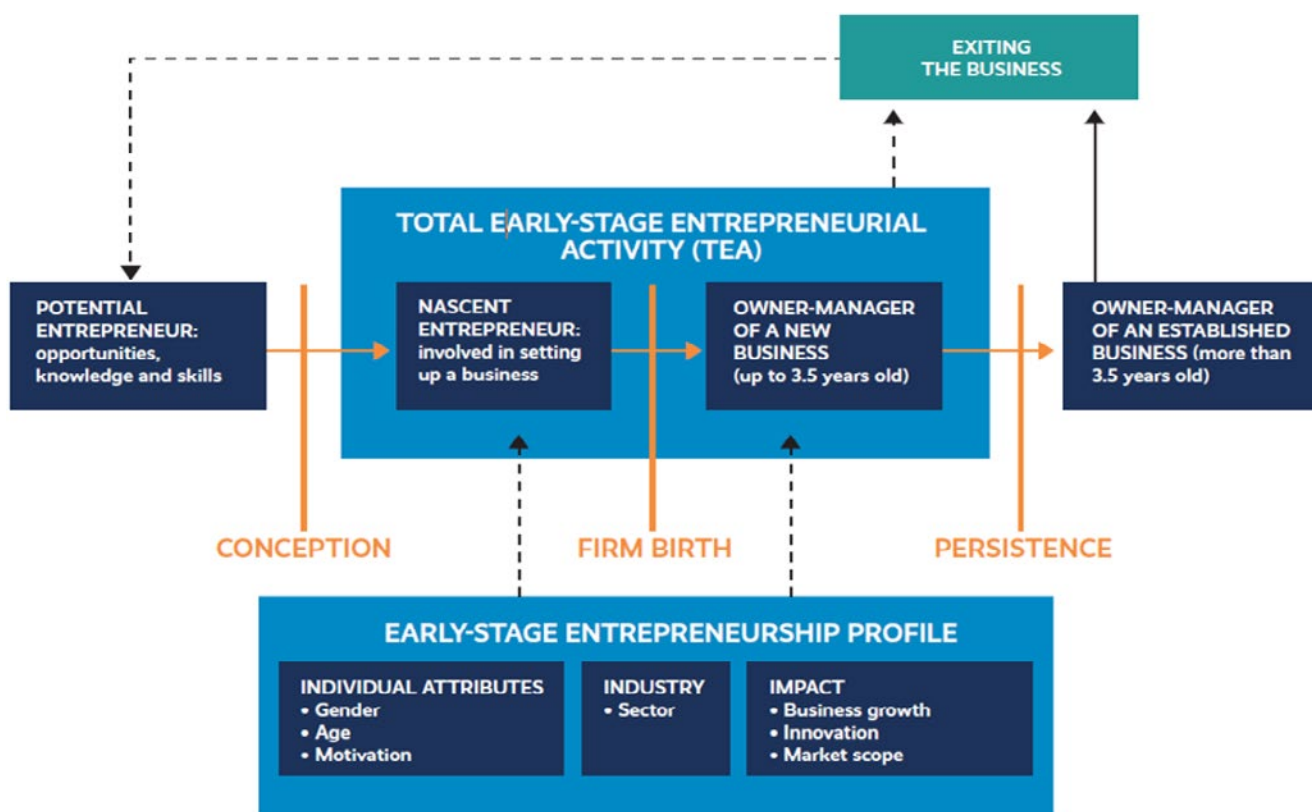 EXITING
THE BUSINESS
TOTAL EARLY-STAGE ENTREPRENEURIAL
ACTIVITY (TEA)
POTENTIAL
ENTREPRENEUR:
opportunities,
knowledge and skills
NASCENT
ENTREPRENEUR:
involved in setting
up a business
OWNER-MANAGER
OF A NEW
BUSINESS
(up to 3.5 years old)
OWNER-MANAGER
OF AN ESTABLISHED
BUSINESS (more than
3.5 years old)
CONCEPTION
FIRM BIRTH
PERSISTENCE
EARLY-STAGE ENTREPRENEURSHIP PROFILE
INDIVIDUAL ATTRIBUTES
• Gender
• Age
• Motivation
INDUSTRY
• Sector
IMPACT
• Business growth
• Innovation
• Market scope